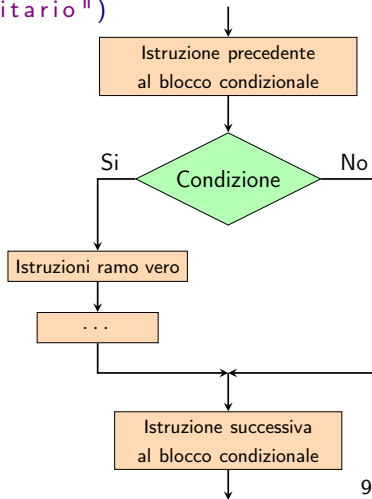 itario")
Istruzione precedente
al blocco condizionale
Si
No
Condizione
Istruzioni ramo vero
...
Istruzione successiva
al blocco condizionale
9